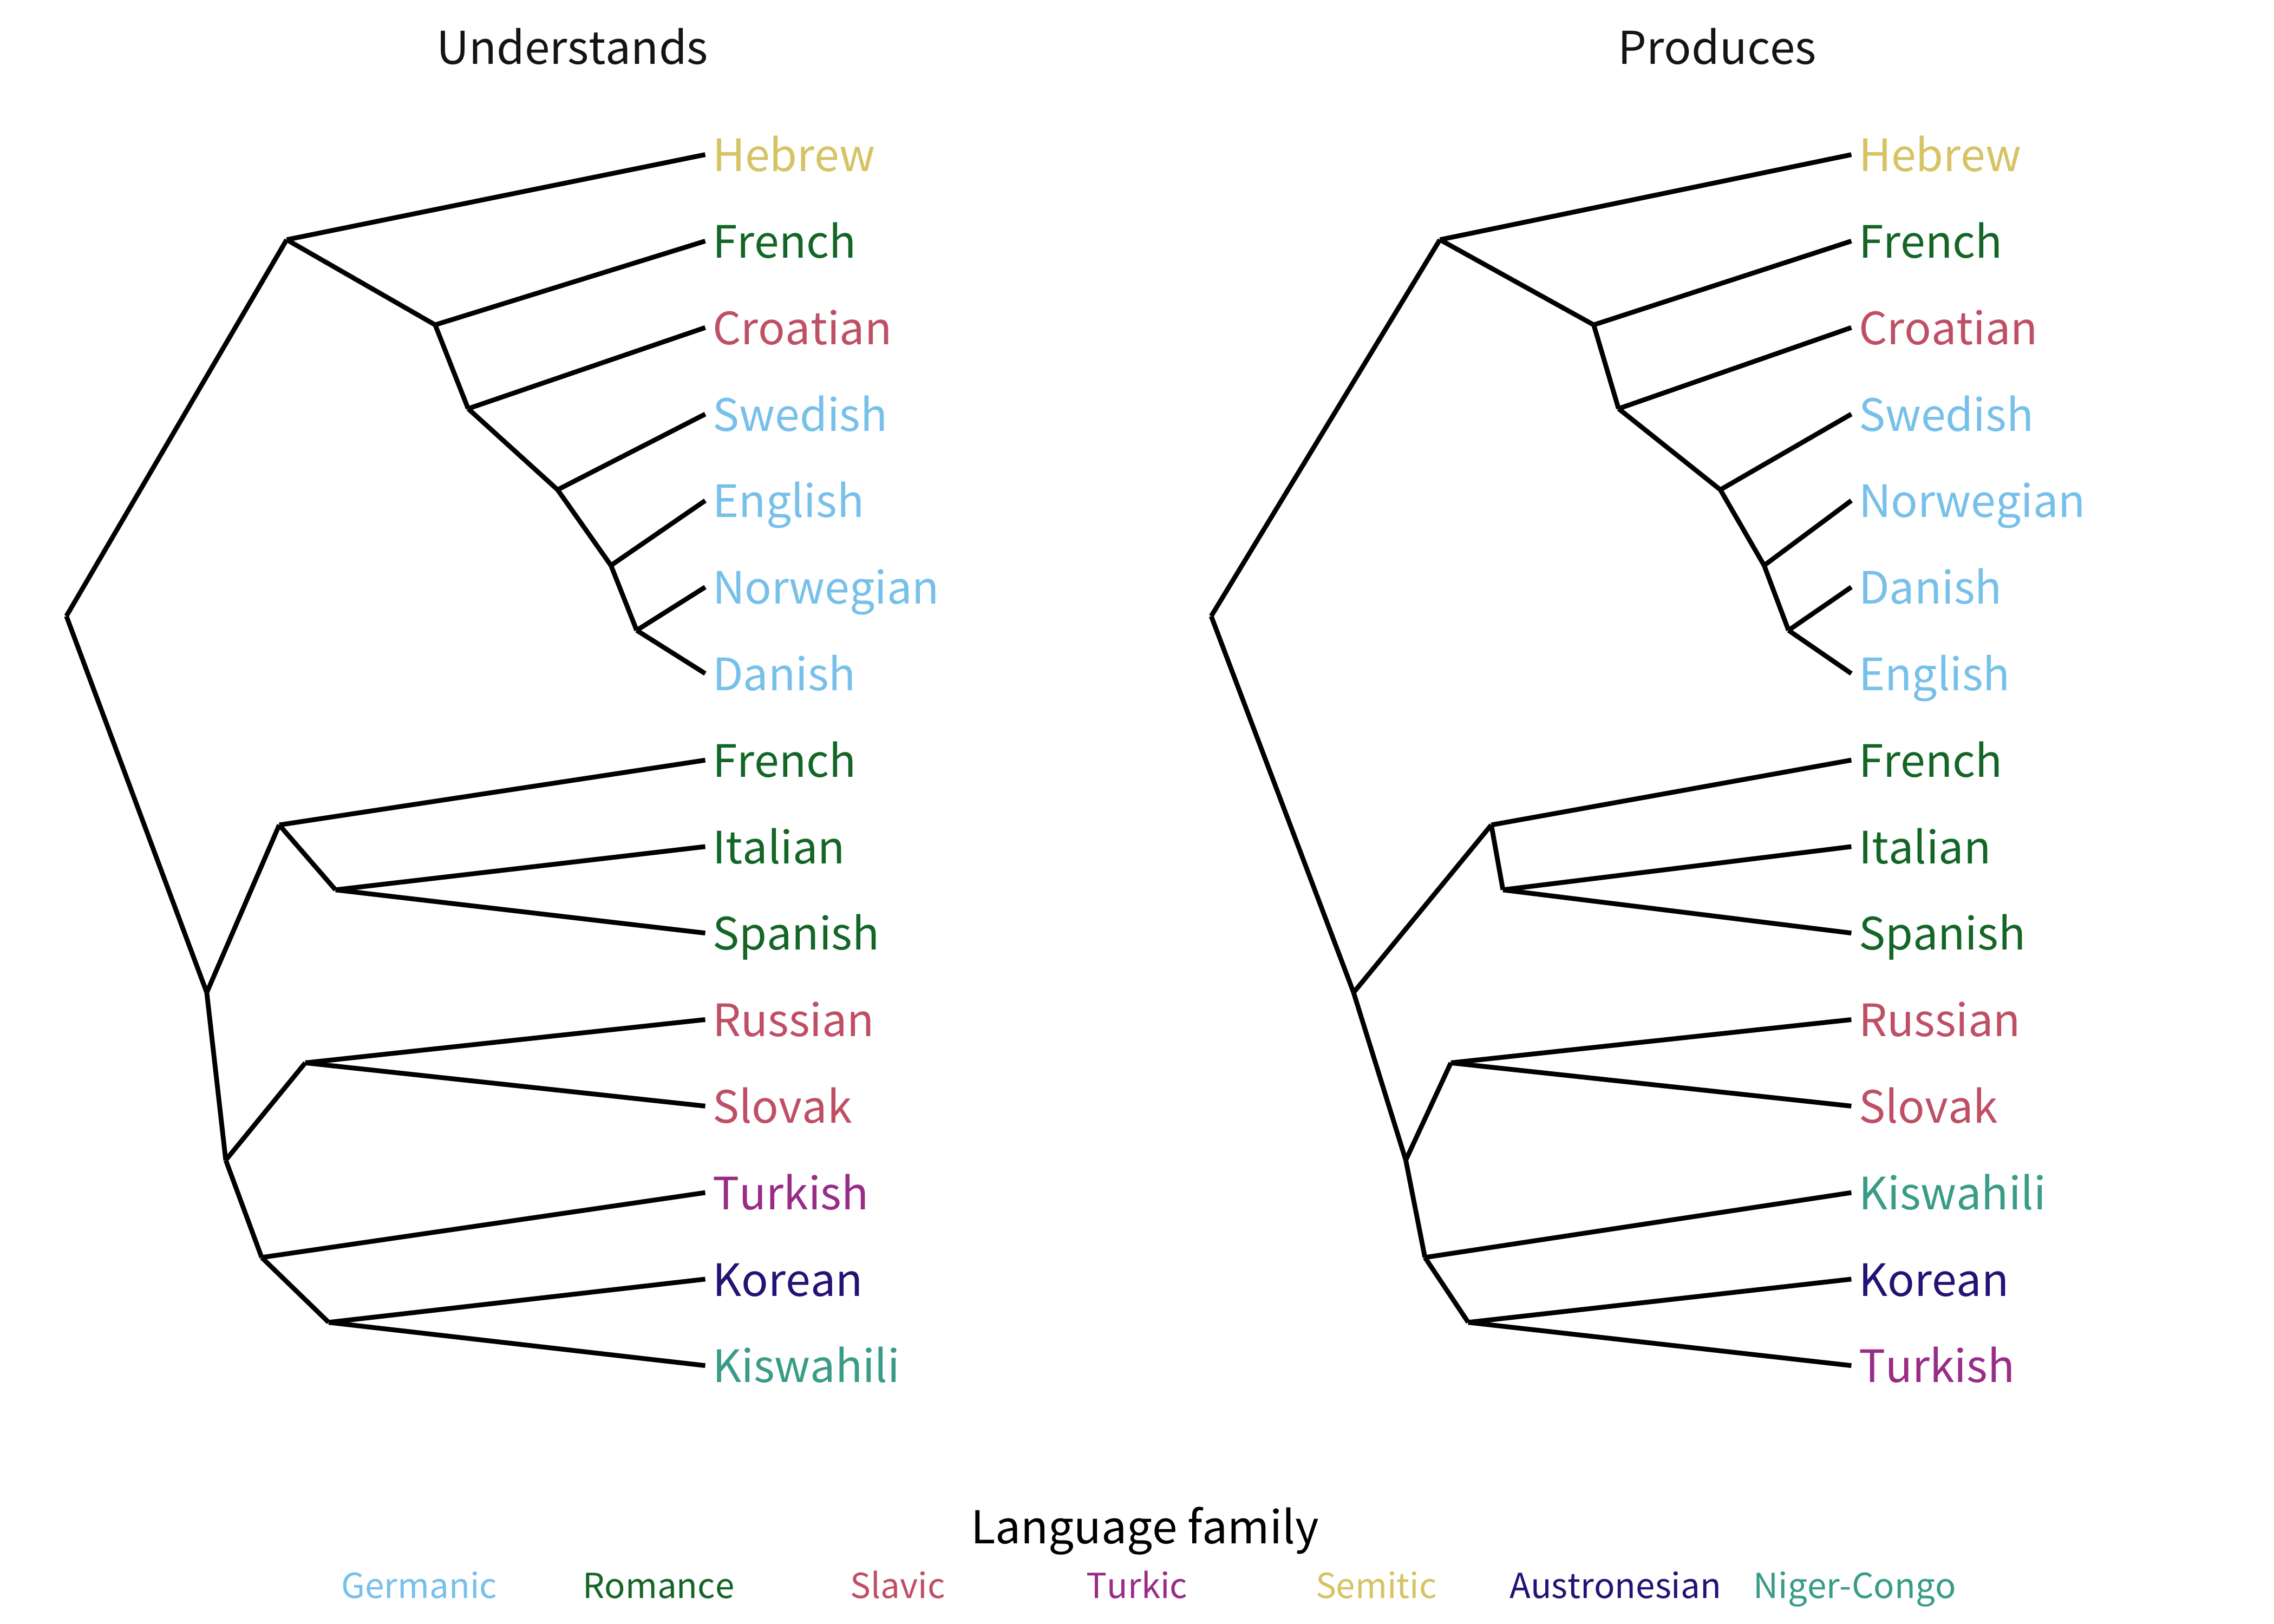 Understands
Produces
Hebrew
French
Croatian
Swedish
English
Norwegian
Danish
French
Italian
Spanish
Russian
Slovak
Turkish
Korean
Kiswahili
Hebrew
French
Croatian
Swedish
Norwegian
Danish
English
French
Italian
Spanish
Russian
Slovak
Kiswahili
Korean
Turkish
Language family
Germanic Romance Slavic Turkic Semitic Austronesian Niger-Congo